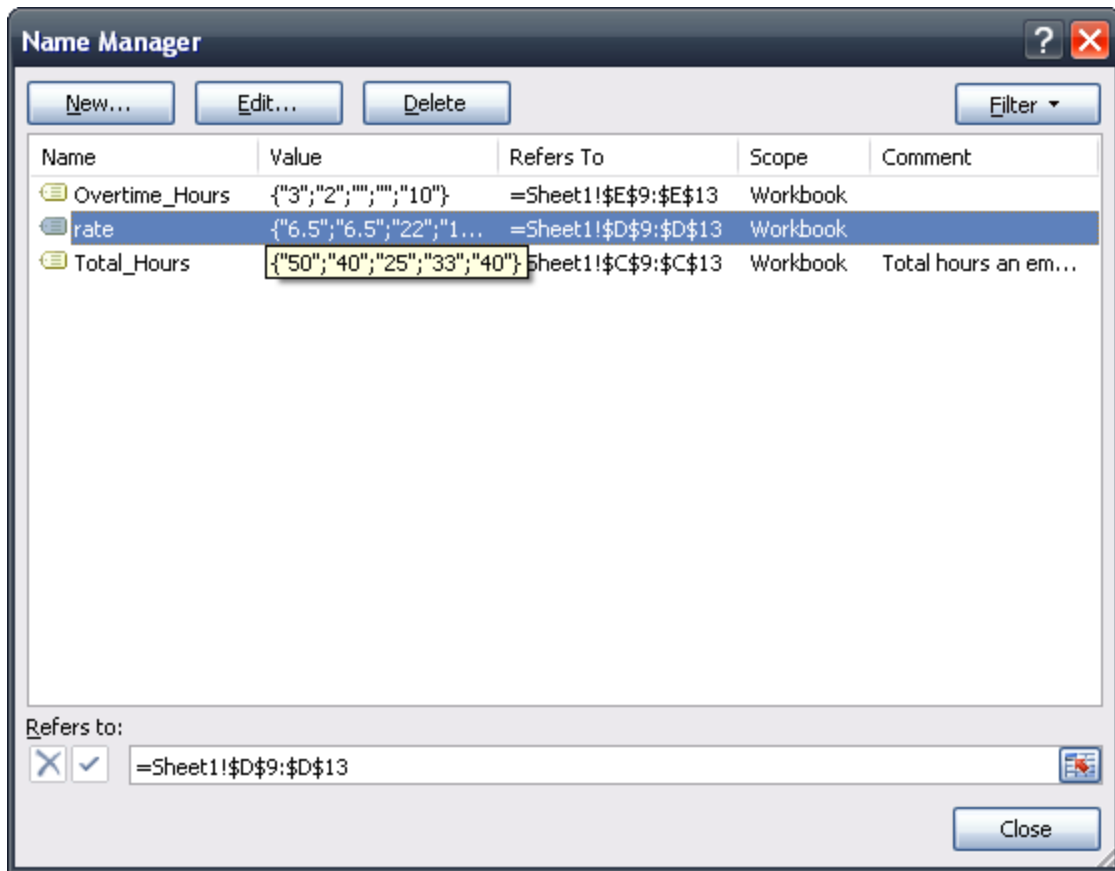 Name Manager
?
New... Edit... Delete Filter
Name Value Refers To Scope Comment
Overtime_Hours {"3";"2";"";"";"10"} =Sheet1!$E$9:$E$13 Workbook
rate {"6.5";"6.5";"22";"1... =Sheet1!$D$9:$D$13 Workbook
Total_Hours {"50";"40";"25";"33";"40"} Sheet1!$C$9:$C$13 Workbook Total hours an em...
Refers to:
=Sheet1!$D$9:$D$13
Close